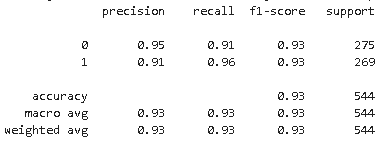 precision recall f1-score support
0 0.95 0.91 0.93 275
1 0.91 0.96 0.93 269
accuracy 0.93 544
macro avg 0.93 0.93 0.93 544
weighted avg 0.93 0.93 0.93 544